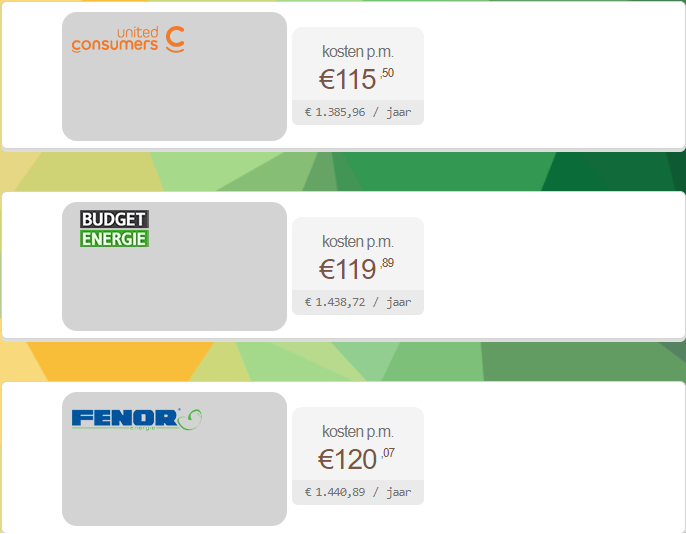 united
consumers
kosten p.m.
€115,50
€ 1.385,96 / jaar
BUDGET
ENERGIE
kosten p.m.
€119,89
€ 1.438,72 / jaar
FENOR
energie
kosten p.m.
€120,07
€ 1.440,89 / jaar